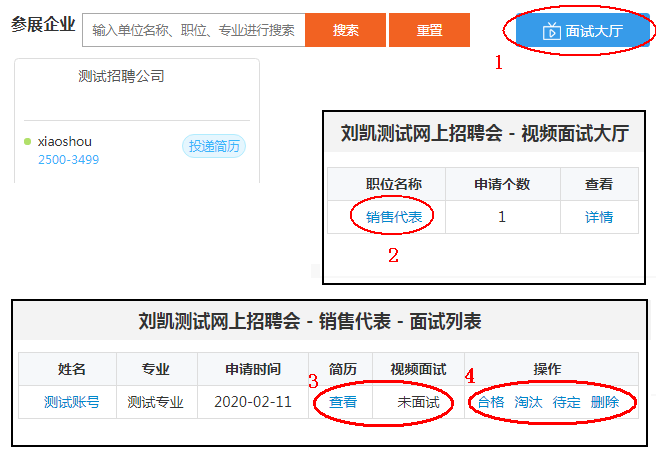 参展企业 输入单位名称、职位、专业进行搜索 搜索 重置 面试大厅
1
测试招聘公司
xiaoshou 投递简历
2500-3499
刘凯测试网上招聘会 - 视频面试大厅
职位名称 申请个数 查看
销售代表 1 详情
2
刘凯测试网上招聘会 - 销售代表 - 面试列表
姓名 专业 申请时间 简历 视频面试 操作
3 4
测试账号 测试专业 2020-02-11 查看 未面试 合格 淘汰 待定 删除